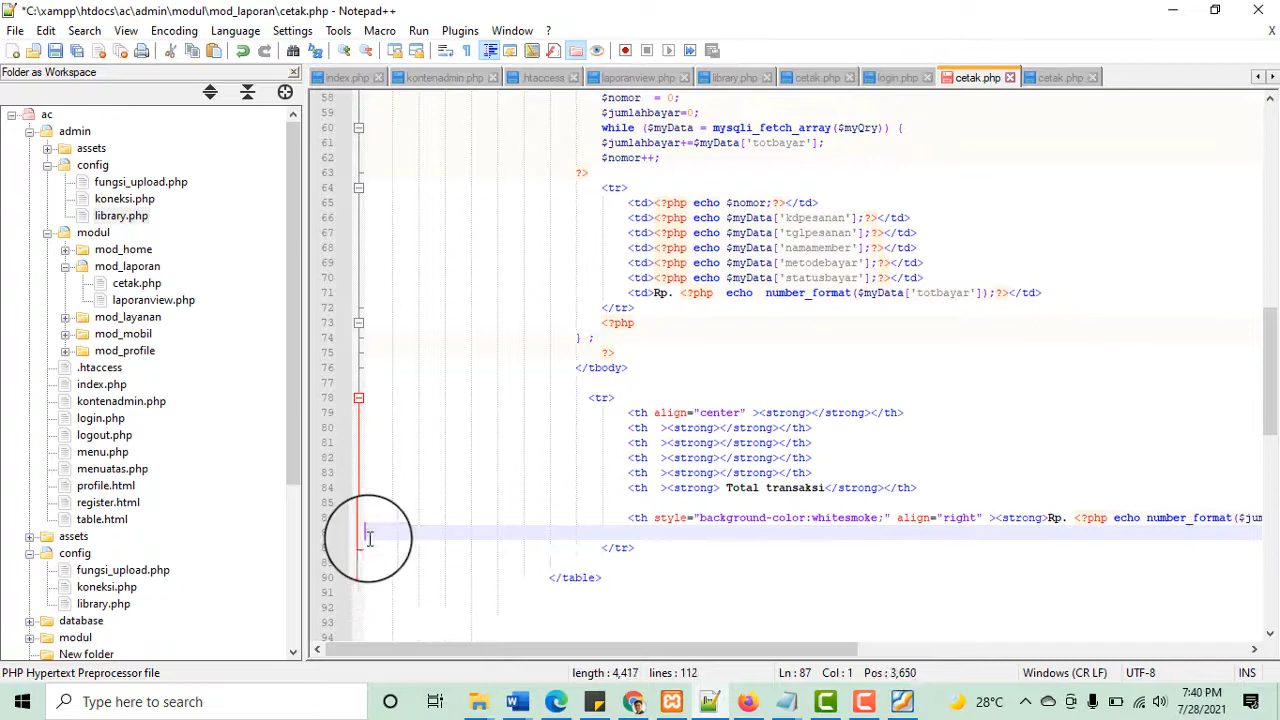 *C:\xampp\htdocs\ac\admin\modul\mod_laporan\cetak.php - Notepad++
File Edit Search View Encoding Language Settings Tools Macro Run Plugins Window ?
Folder as Workspace
index.php kontenadmin.php .htaccess laporanview.php library.php cetak.php login.php cetak.php cetak.php
ac
admin
assets
config
fungsi_upload.php
koneksi.php
library.php
modul
mod_home
mod_laporan
cetak.php
laporanview.php
mod_layanan
mod_mobil
mod_profile
.htaccess
index.php
kontenadmin.php
login.php
logout.php
menu.php
menuatas.php
profile.html
register.html
table.html
assets
config
fungsi_upload.php
koneksi.php
library.php
database
modul
New folder
58 $nomor = 0;
59 $jumlahbayar=0;
60 while ($myData = mysqli_fetch_array($myQry)) {
61 $jumlahbayar+=$myData['totbayar'];
62 $nomor++;
63 ?>
64 <tr>
65 <td><?php echo $nomor;?></td>
66 <td><?php echo $myData['kdpesanan'];?></td>
67 <td><?php echo $myData['tglpesanan'];?></td>
68 <td><?php echo $myData['namamember'];?></td>
69 <td><?php echo $myData['metodebayar'];?></td>
70 <td><?php echo $myData['statusbayar'];?></td>
71 <td>Rp. <?php echo number_format($myData['totbayar']);?></td>
72 </tr>
73 <?php
74 } ;
75 ?>
76 </tbody>
77
78 <tr>
79 <th align="center" ><strong></strong></th>
80 <th ><strong></strong></th>
81 <th ><strong></strong></th>
82 <th ><strong></strong></th>
83 <th ><strong></strong></th>
84 <th ><strong> Total transaksi</strong></th>
85
<th style="background-color:whitesmoke;" align="right" ><strong>Rp. <?php echo number_format($jum
</tr>
90 </table>
91
92
93
94
PHP Hypertext Preprocessor file length : 4,417 lines : 112 Ln : 87 Col : 1 Pos : 3,650 Windows (CR LF) UTF-8 INS
Type here to search
28°C
7:40 PM
7/28/2021